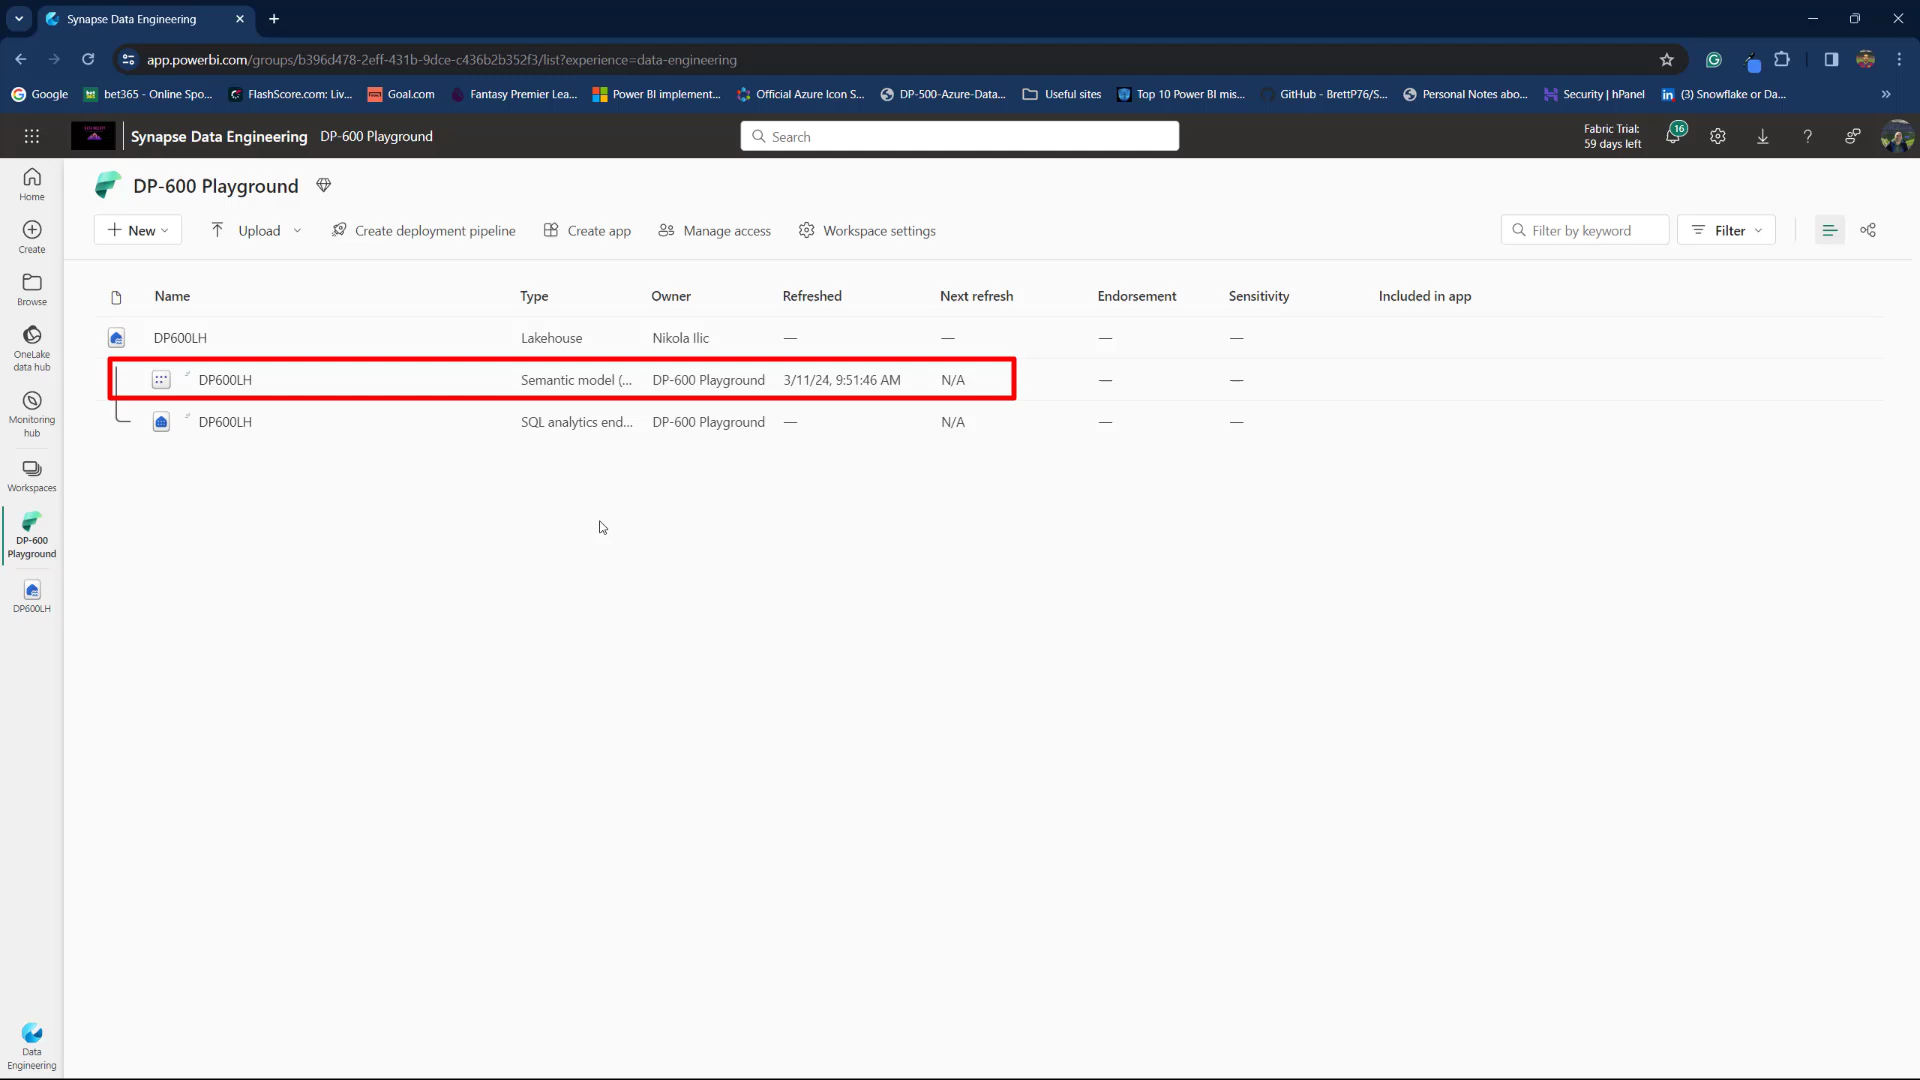 Synapse Data Engineering
app.powerbi.com/groups/b396d478-2eff-431b-9dce-c436b2b352f3/list?experience=data-engineering
Google bet365 - Online Spo... FlashScore.com: Liv... Goal.com Fantasy Premier Lea... Power BI implement... Official Azure Icon S... DP-500-Azure-Data... Useful sites Top 10 Power BI mis... GitHub - BrettP76/S... Personal Notes abo... Security | hPanel (3) Snowflake or Da...
Synapse Data Engineering DP-600 Playground Search Fabric Trial: 59 days left 16
DP-600 Playground
New Upload Create deployment pipeline Create app Manage access Workspace settings Filter by keyword Filter
Name Type Owner Refreshed Next refresh Endorsement Sensitivity Included in app
DP600LH Lakehouse Nikola Ilic — — — —
DP600LH Semantic model (... DP-600 Playground 3/11/24, 9:51:46 AM N/A — —
DP600LH SQL analytics end... DP-600 Playground — N/A — —
Home
Create
Browse
OneLake
data hub
Monitoring
hub
Workspaces
DP-600
Playground
DP600LH
Data
Engineering